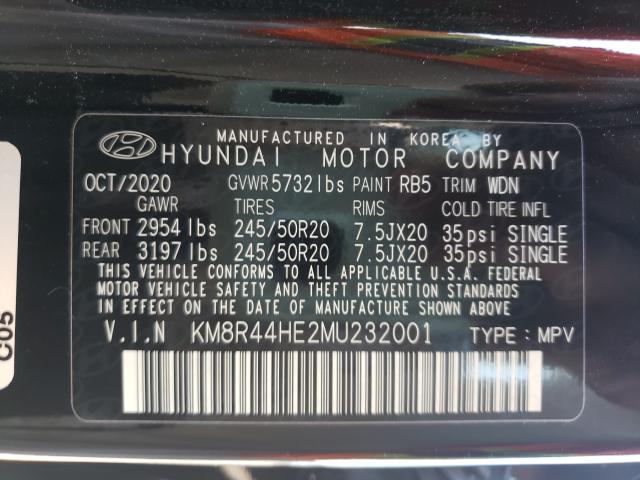 MANUFACTURED IN KOREA BY
HYUNDAI MOTOR COMPANY
OCT/2020 GVWR 5732 lbs PAINT RB5 TRIM WDN
GAWR TIRES RIMS COLD TIRE INFL
FRONT 2954 lbs 245/50R20 7.5JX20 35psi SINGLE
REAR 3197 lbs 245/50R20 7.5JX20 35psi SINGLE
THIS VEHICLE CONFORMS TO ALL APPLICABLE U.S.A. FEDERAL
MOTOR VEHICLE SAFETY AND THEFT PREVENTION STANDARDS
IN EFFECT ON THE DATE OF MANUFACTURE SHOWN ABOVE.
V.I.N KM8R44HE2MU232001 TYPE : MPV
C05